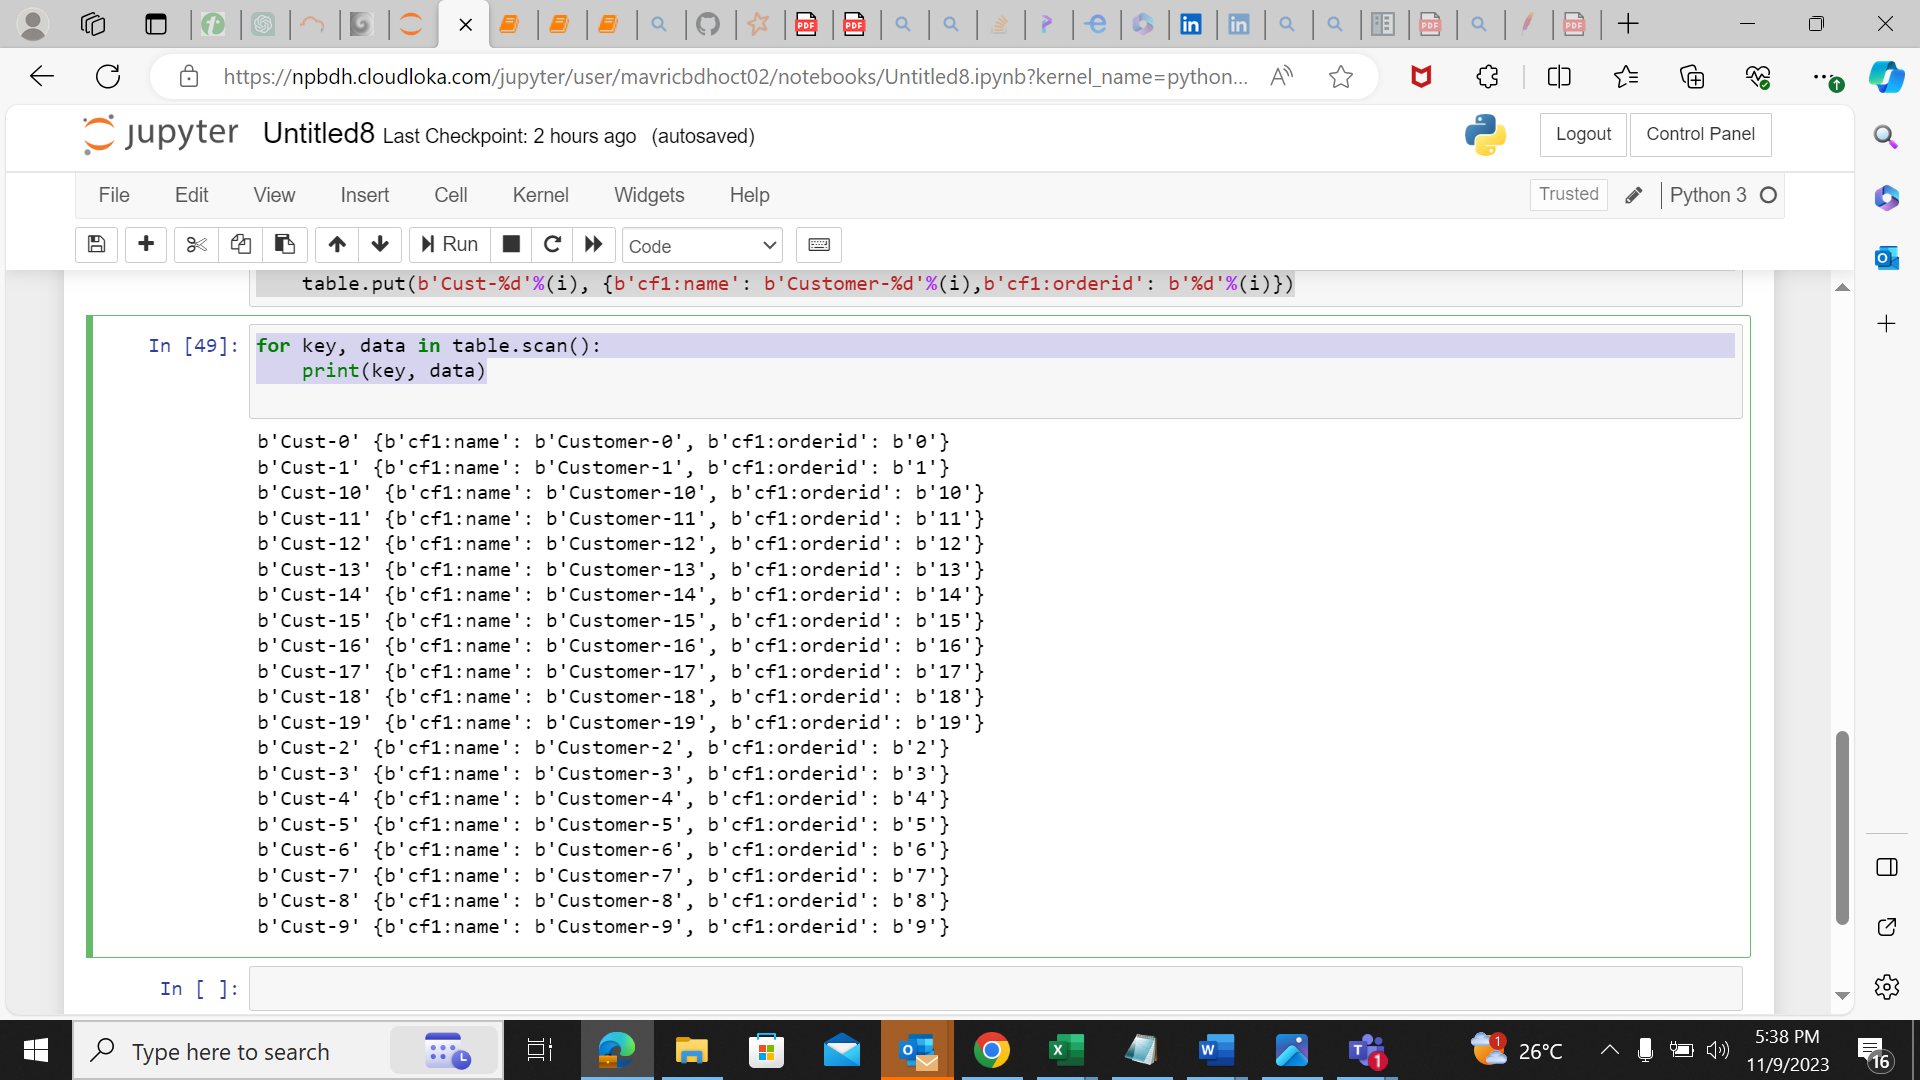 https://npbdh.cloudloka.com/jupyter/user/mavricbdhoct02/notebooks/Untitled8.ipynb?kernel_name=python...
jupyter Untitled8 Last Checkpoint: 2 hours ago (autosaved)
Logout Control Panel
File Edit View Insert Cell Kernel Widgets Help
Trusted Python 3
Run Code
table.put(b'Cust-%d'%(i), {b'cf1:name': b'Customer-%d'%(i),b'cf1:orderid': b'%d'%(i)})
In [49]: for key, data in table.scan():
print(key, data)
b'Cust-0' {b'cf1:name': b'Customer-0', b'cf1:orderid': b'0'}
b'Cust-1' {b'cf1:name': b'Customer-1', b'cf1:orderid': b'1'}
b'Cust-10' {b'cf1:name': b'Customer-10', b'cf1:orderid': b'10'}
b'Cust-11' {b'cf1:name': b'Customer-11', b'cf1:orderid': b'11'}
b'Cust-12' {b'cf1:name': b'Customer-12', b'cf1:orderid': b'12'}
b'Cust-13' {b'cf1:name': b'Customer-13', b'cf1:orderid': b'13'}
b'Cust-14' {b'cf1:name': b'Customer-14', b'cf1:orderid': b'14'}
b'Cust-15' {b'cf1:name': b'Customer-15', b'cf1:orderid': b'15'}
b'Cust-16' {b'cf1:name': b'Customer-16', b'cf1:orderid': b'16'}
b'Cust-17' {b'cf1:name': b'Customer-17', b'cf1:orderid': b'17'}
b'Cust-18' {b'cf1:name': b'Customer-18', b'cf1:orderid': b'18'}
b'Cust-19' {b'cf1:name': b'Customer-19', b'cf1:orderid': b'19'}
b'Cust-2' {b'cf1:name': b'Customer-2', b'cf1:orderid': b'2'}
b'Cust-3' {b'cf1:name': b'Customer-3', b'cf1:orderid': b'3'}
b'Cust-4' {b'cf1:name': b'Customer-4', b'cf1:orderid': b'4'}
b'Cust-5' {b'cf1:name': b'Customer-5', b'cf1:orderid': b'5'}
b'Cust-6' {b'cf1:name': b'Customer-6', b'cf1:orderid': b'6'}
b'Cust-7' {b'cf1:name': b'Customer-7', b'cf1:orderid': b'7'}
b'Cust-8' {b'cf1:name': b'Customer-8', b'cf1:orderid': b'8'}
b'Cust-9' {b'cf1:name': b'Customer-9', b'cf1:orderid': b'9'}
In [ ]:
Type here to search
1
26°C
5:38 PM
11/9/2023
16